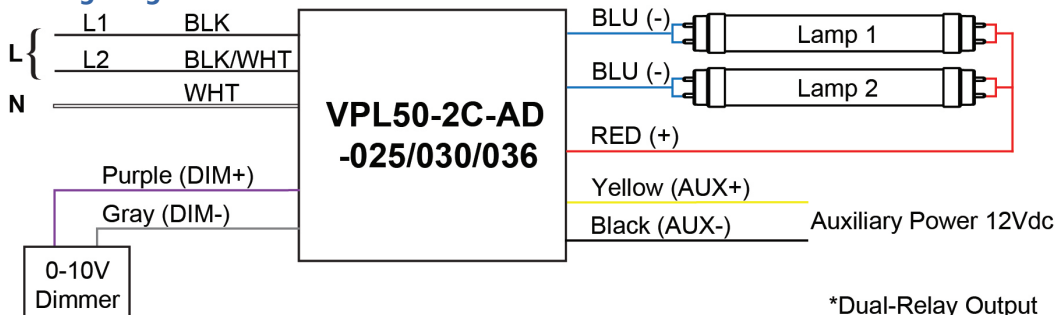 L1 BLK
L
L2 BLK/WHT
WHT
N
VPL50-2C-AD
-025/030/036
Purple (DIM+)
Gray (DIM-)
0-10V
Dimmer
BLU (-)
Lamp 1
BLU (-)
Lamp 2
RED (+)
Yellow (AUX+)
Black (AUX-)
Auxiliary Power 12Vdc
*Dual-Relay Output